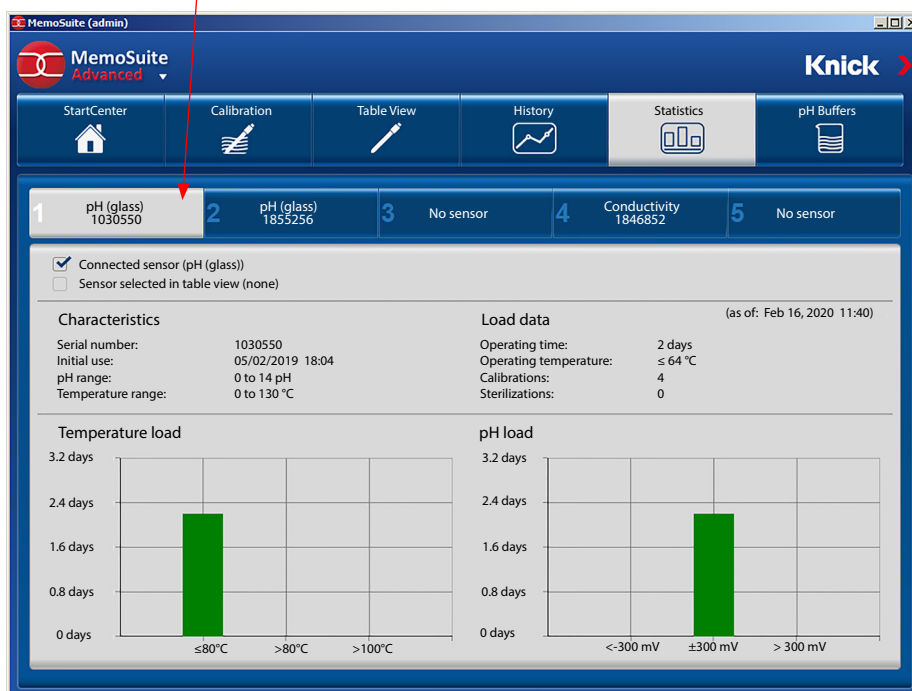 MemoSuite (admin)
MemoSuite
Advanced
Knick
StartCenter
Calibration
Table View
History
Statistics
pH Buffers
1
pH (glass)
1030550
2
pH (glass)
1855256
3
No sensor
4
Conductivity
1846852
5
No sensor
Connected sensor (pH (glass))
Sensor selected in table view (none)
Characteristics
Serial number: 1030550
Initial use: 05/02/2019 18:04
pH range: 0 to 14 pH
Temperature range: 0 to 130 °C
Load data
(as of: Feb 16, 2020 11:40)
Operating time: 2 days
Operating temperature: ≤ 64 °C
Calibrations: 4
Sterilizations: 0
Temperature load
3.2 days
2.4 days
1.6 days
0.8 days
0 days
≤80°C >80°C >100°C
pH load
3.2 days
2.4 days
1.6 days
0.8 days
0 days
<-300 mV ±300 mV > 300 mV